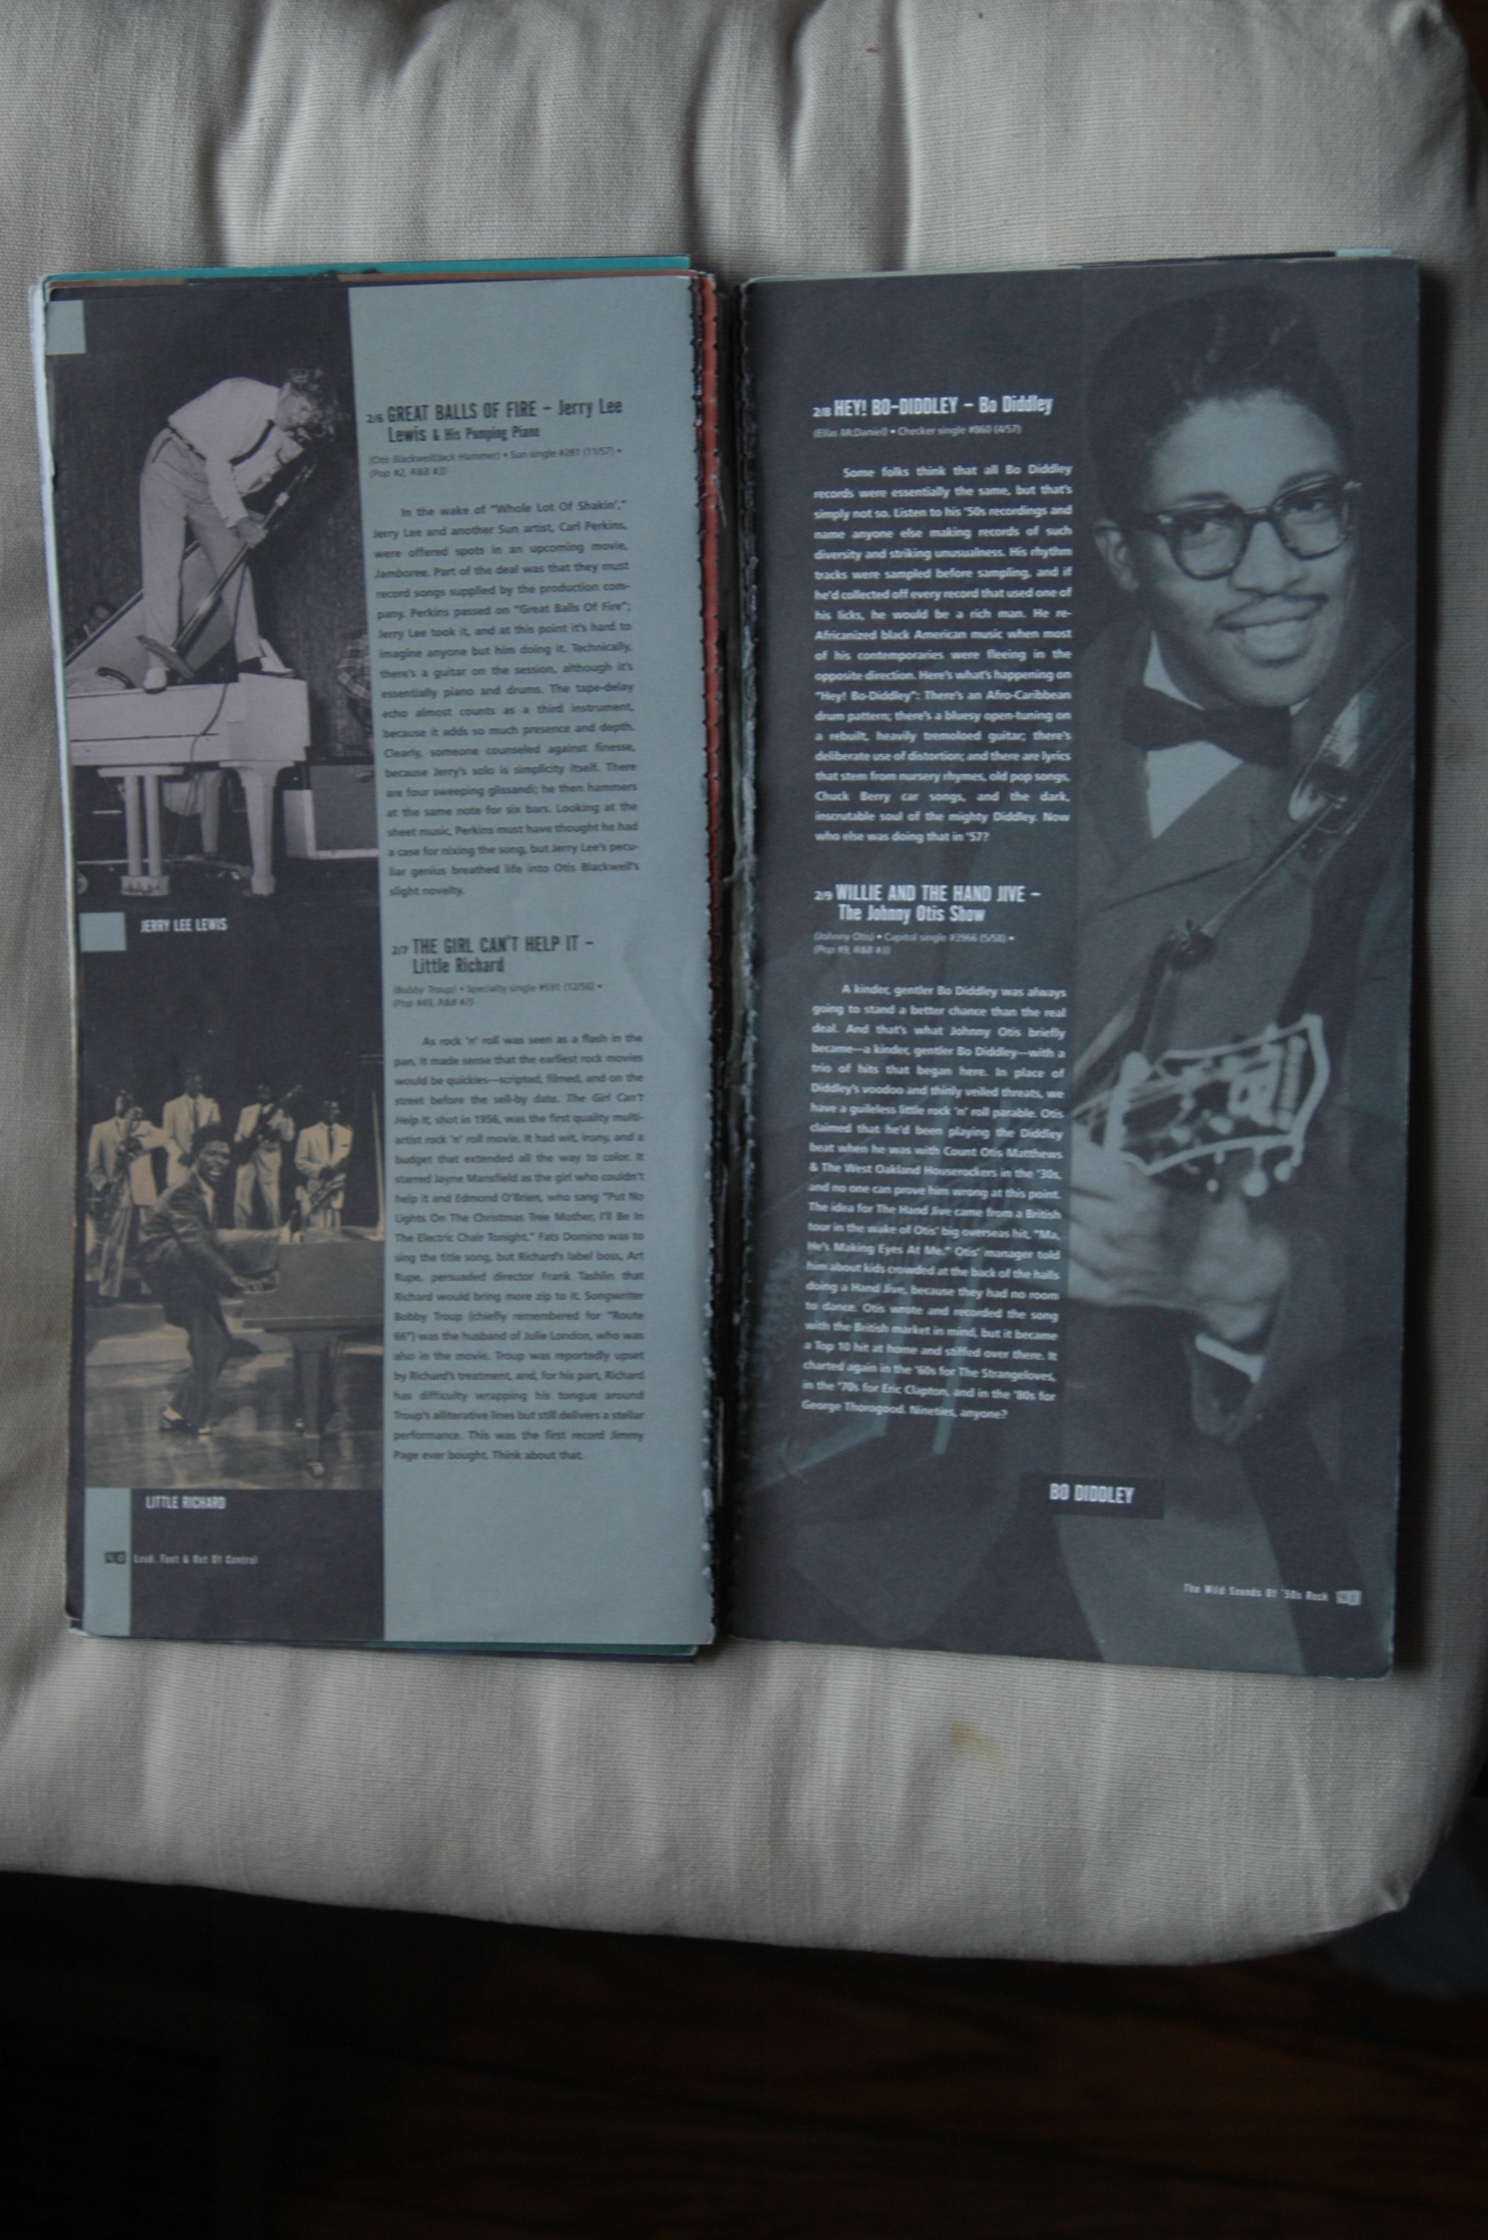 2/6 GREAT BALLS OF FIRE – Jerry Lee
Lewis & His Pumping Piano
(Otis Blackwell/Jack Hammer) • Sun single #281 (11/57) •
(Pop #2, R&B #3)
In the wake of "Whole Lot Of Shakin',"
Jerry Lee and another Sun artist, Carl Perkins,
were offered spots in an upcoming movie,
Jamboree. Part of the deal was that they must
record songs supplied by the production com-
pany. Perkins passed on "Great Balls Of Fire";
Jerry Lee took it, and at this point it's hard to
imagine anyone but him doing it. Technically,
there's a guitar on the session, although it's
essentially piano and drums. The tape-delay
echo almost counts as a third instrument,
because it adds so much presence and depth.
Clearly, someone counseled against finesse,
because Jerry's solo is simplicity itself. There
are four sweeping glissandi; he then hammers
at the same note for six bars. Looking at the
sheet music, Perkins must have thought he had
a case for nixing the song, but Jerry Lee's pecu-
liar genius breathed life into Otis Blackwell's
slight novelty.
JERRY LEE LEWIS
2/7 THE GIRL CAN'T HELP IT –
Little Richard
(Bobby Troup) • Specialty single #591 (12/56) •
(Pop #49, R&B #7)
As rock 'n' roll was seen as a flash in the
pan, it made sense that the earliest rock movies
would be quickies—scripted, filmed, and on the
street before the sell-by date. The Girl Can't
Help It, shot in 1956, was the first quality multi-
artist rock 'n' roll movie. It had wit, irony, and a
budget that extended all the way to color. It
starred Jayne Mansfield as the girl who couldn't
help it and Edmond O'Brien, who sang "Put No
Lights On The Christmas Tree Mother, I'll Be In
The Electric Chair Tonight." Fats Domino was to
sing the title song, but Richard's label boss, Art
Rupe, persuaded director Frank Tashlin that
Richard would bring more zip to it. Songwriter
Bobby Troup (chiefly remembered for "Route
66") was the husband of Julie London, who was
also in the movie. Troup was reportedly upset
by Richard's treatment, and, for his part, Richard
has difficulty wrapping his tongue around
Troup's alliterative lines but still delivers a stellar
performance. This was the first record Jimmy
Page ever bought. Think about that.
LITTLE RICHARD
Loud, Fast & Out Of Control
2/8 HEY! BO-DIDDLEY – Bo Diddley
(Ellas McDaniel) • Checker single #860 (4/57)
Some folks think that all Bo Diddley
records were essentially the same, but that's
simply not so. Listen to his '50s recordings and
name anyone else making records of such
diversity and striking unusualness. His rhythm
tracks were sampled before sampling, and if
he'd collected off every record that used one of
his licks, he would be a rich man. He re-
Africanized black American music when most
of his contemporaries were fleeing in the
opposite direction. Here's what's happening on
"Hey! Bo-Diddley": There's an Afro-Caribbean
drum pattern; there's a bluesy open-tuning on
a rebuilt, heavily tremoloed guitar; there's
deliberate use of distortion; and there are lyrics
that stem from nursery rhymes, old pop songs,
Chuck Berry car songs, and the dark,
inscrutable soul of the mighty Diddley. Now
who else was doing that in '57?
2/9 WILLIE AND THE HAND JIVE –
The Johnny Otis Show
(Johnny Otis) • Capitol single #3966 (5/58) •
(Pop #9, R&B #3)
A kinder, gentler Bo Diddley was always
going to stand a better chance than the real
deal. And that's what Johnny Otis briefly
became—a kinder, gentler Bo Diddley—with a
trio of hits that began here. In place of
Diddley's voodoo and thinly veiled threats, we
have a guileless little rock 'n' roll parable. Otis
claimed that he'd been playing the Diddley
beat when he was with Count Otis Matthews
& The West Oakland Houserockers in the '30s,
and no one can prove him wrong at this point.
The idea for The Hand Jive came from a British
tour in the wake of Otis' big overseas hit, "Ma,
He's Making Eyes At Me." Otis' manager told
him about kids crowded at the back of the halls
doing a Hand Jive, because they had no room
to dance. Otis wrote and recorded the song
with the British market in mind, but it became
a Top 10 hit at home and stiffed over there. It
charted again in the '60s for The Strangeloves,
in the '70s for Eric Clapton, and in the '80s for
George Thorogood. Nineties, anyone?
BO DIDDLEY
The Wild Sounds Of '50s Rock